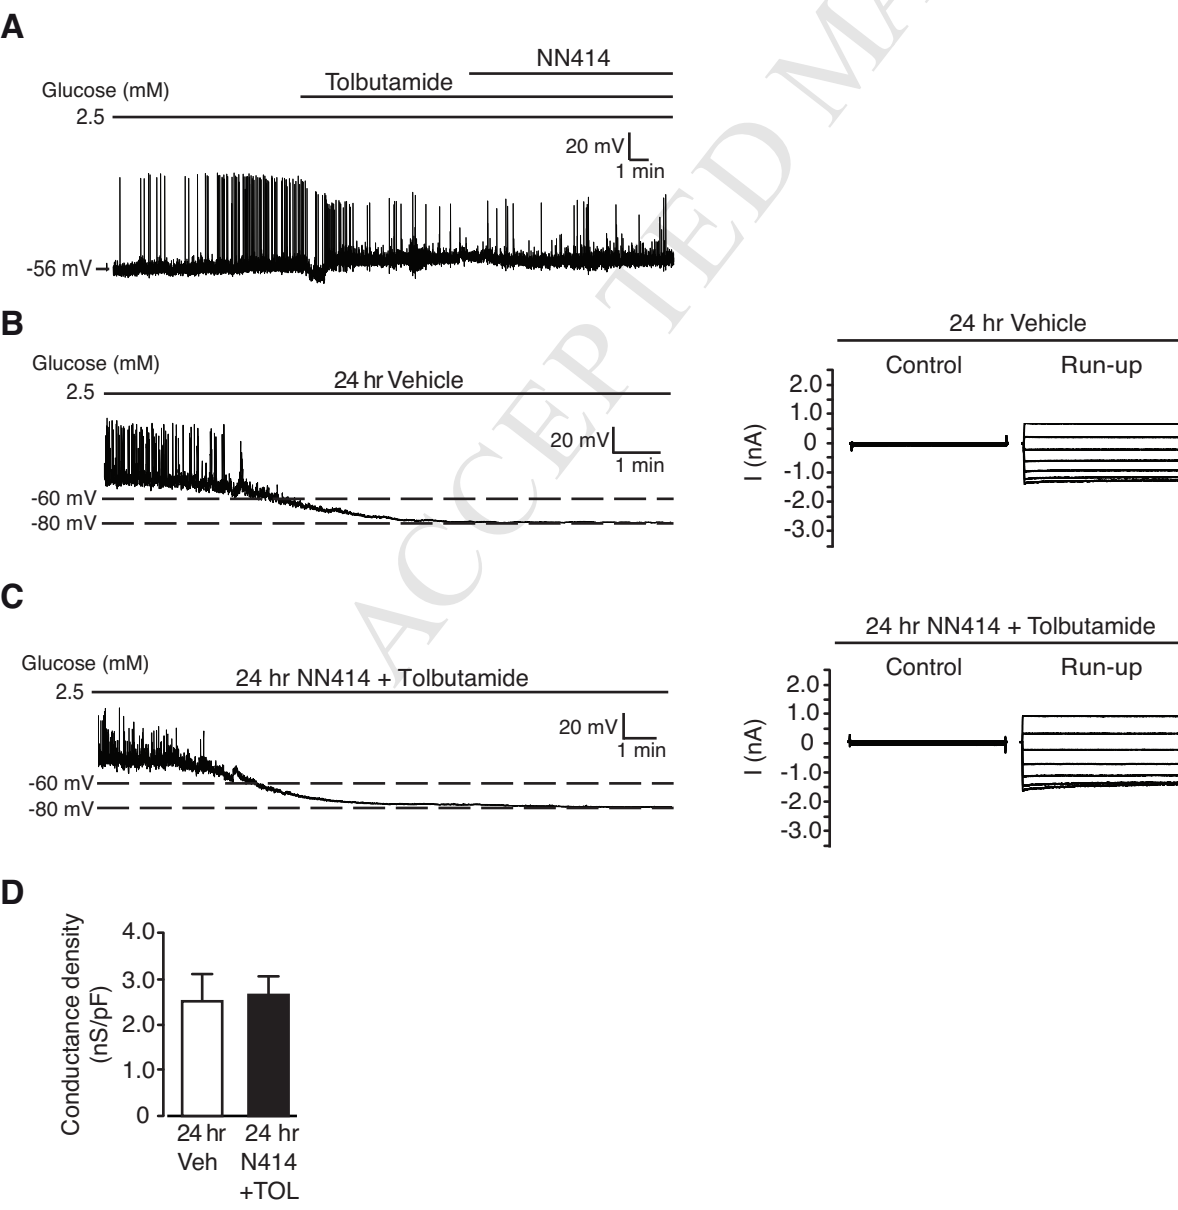 A
NN414
Tolbutamide
Glucose (mM)
2.5
20 mV
1 min
-56 mV
B
Glucose (mM)
2.5
24 hr Vehicle
20 mV
1 min
-60 mV
-80 mV
24 hr Vehicle
Control Run-up
I (nA)
2.0
1.0
0
-1.0
-2.0
-3.0
C
Glucose (mM)
2.5
24 hr NN414 + Tolbutamide
20 mV
1 min
-60 mV
-80 mV
24 hr NN414 + Tolbutamide
Control Run-up
I (nA)
2.0
1.0
0
-1.0
-2.0
-3.0
D
Conductance density
(nS/pF)
4.0
3.0
2.0
1.0
0
24 hr 24 hr
Veh N414
+TOL
ACCEPTED MA